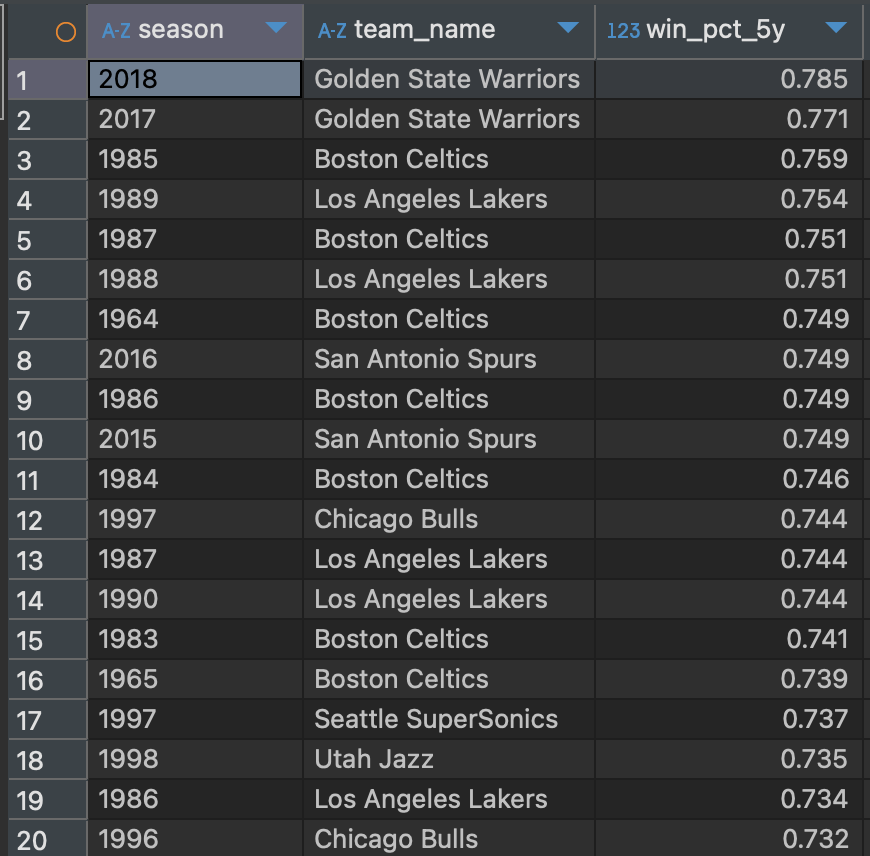 A-Z season A-Z team_name 123 win_pct_5y
1 2018 Golden State Warriors 0.785
2 2017 Golden State Warriors 0.771
3 1985 Boston Celtics 0.759
4 1989 Los Angeles Lakers 0.754
5 1987 Boston Celtics 0.751
6 1988 Los Angeles Lakers 0.751
7 1964 Boston Celtics 0.749
8 2016 San Antonio Spurs 0.749
9 1986 Boston Celtics 0.749
10 2015 San Antonio Spurs 0.749
11 1984 Boston Celtics 0.746
12 1997 Chicago Bulls 0.744
13 1987 Los Angeles Lakers 0.744
14 1990 Los Angeles Lakers 0.744
15 1983 Boston Celtics 0.741
16 1965 Boston Celtics 0.739
17 1997 Seattle SuperSonics 0.737
18 1998 Utah Jazz 0.735
19 1986 Los Angeles Lakers 0.734
20 1996 Chicago Bulls 0.732